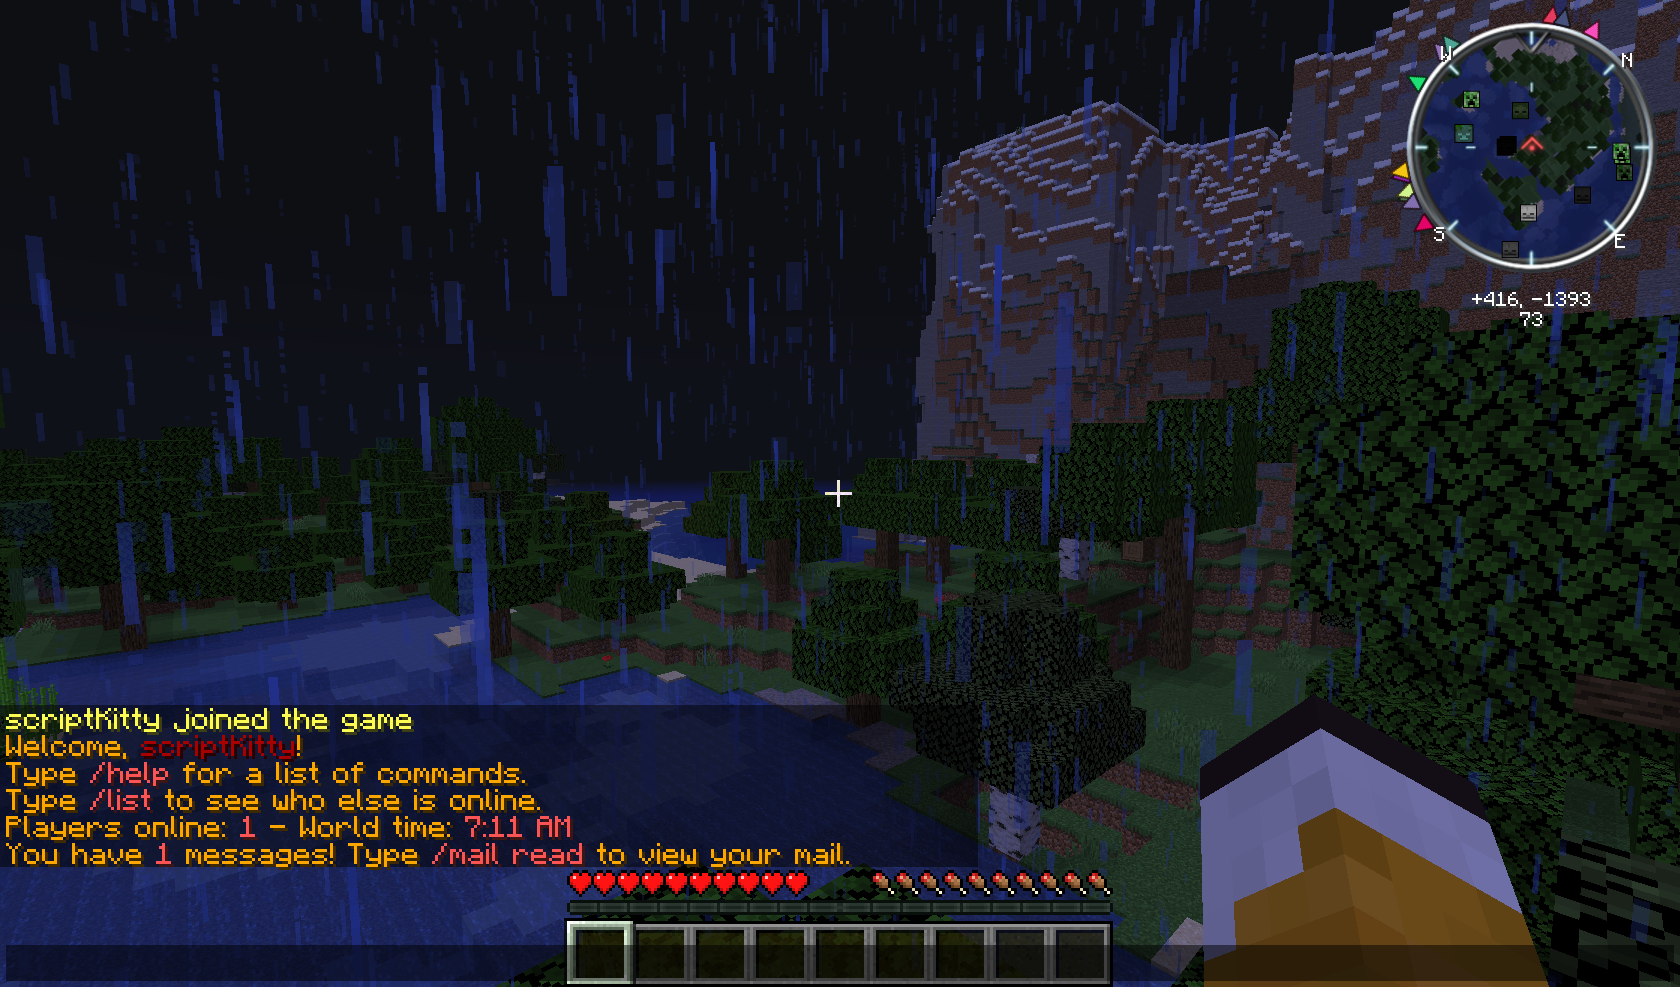 W
N
S
E
+416, -1393
73
scriptKitty joined the game
Welcome, scriptKitty!
Type /help for a list of commands.
Type /list to see who else is online.
Players online: 1 - World time: 7:11 AM
You have 1 messages! Type /mail read to view your mail.